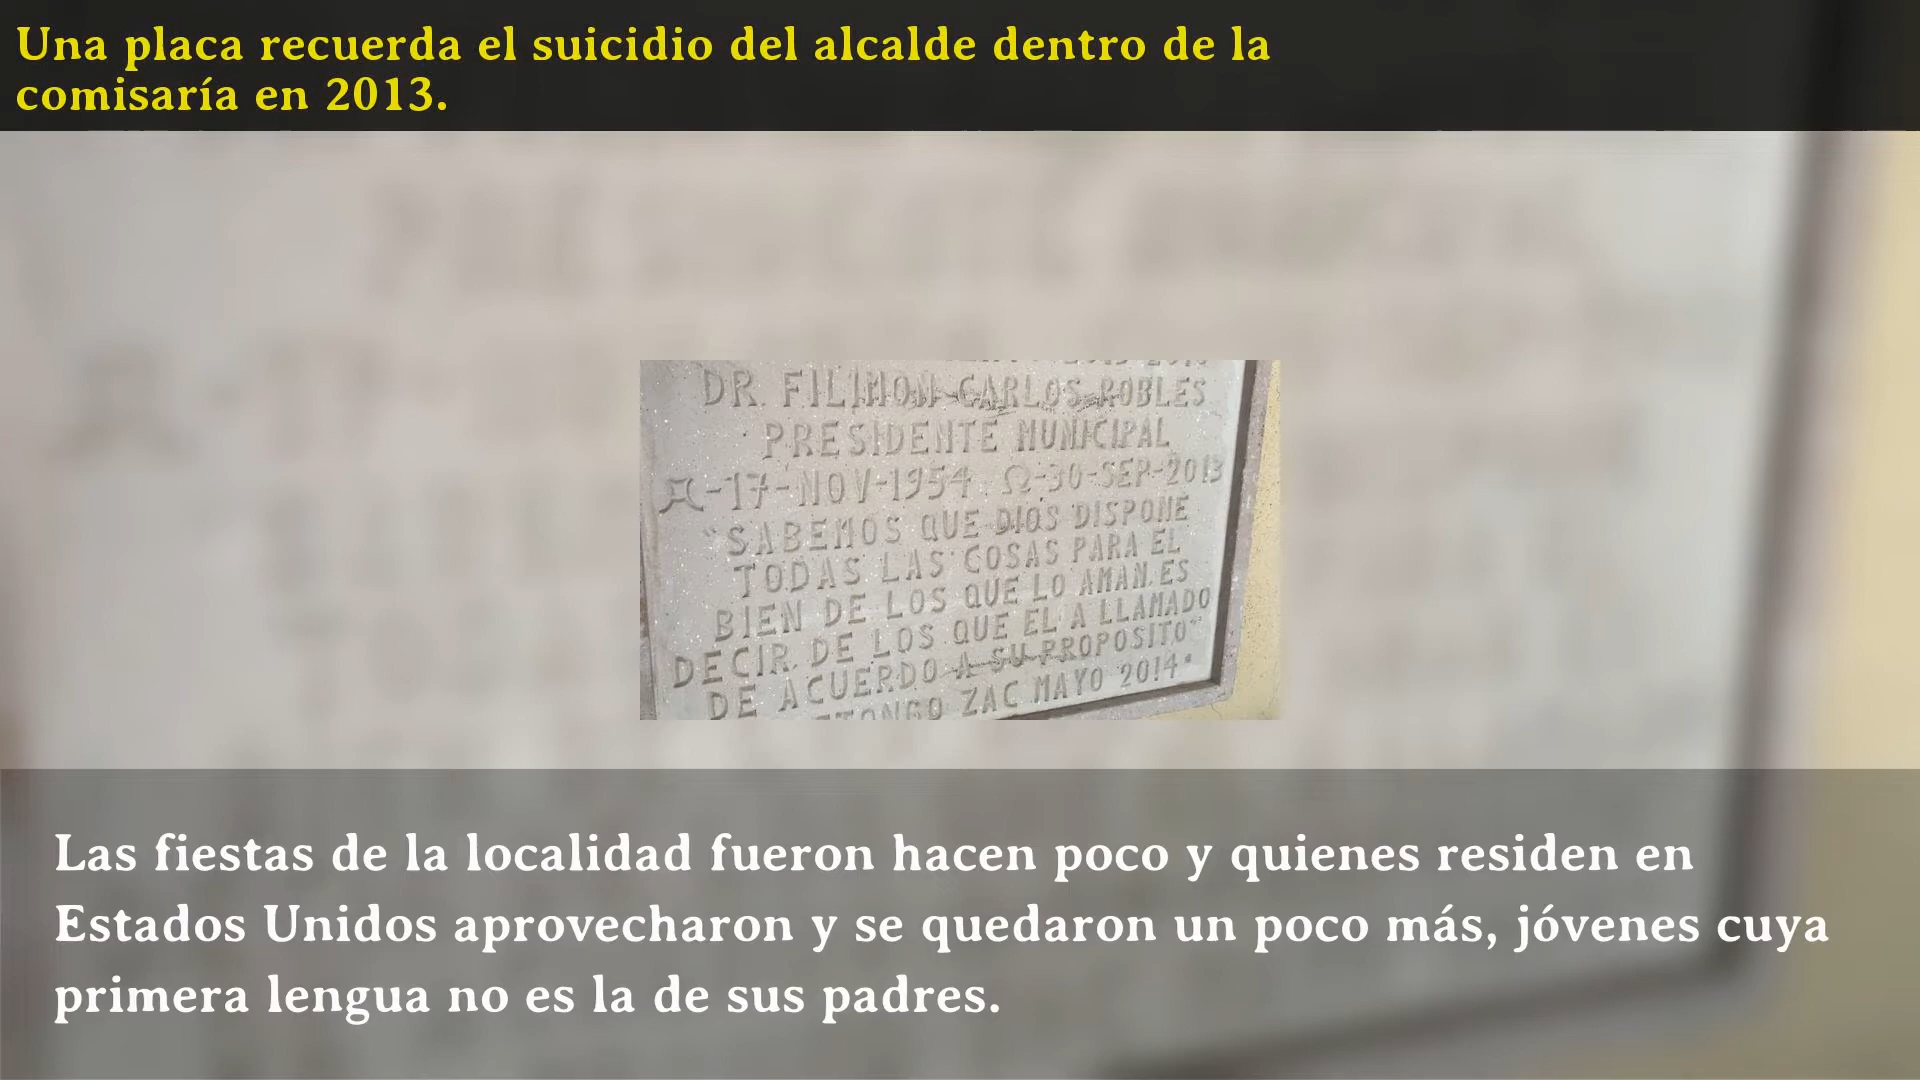 Una placa recuerda el suicidio del alcalde dentro de la
comisaría en 2013.
DR. FILIMON CARLOS ROBLES
PRESIDENTE MUNICIPAL
-17-NOV-1954 Ω-30-SEP-2013
"SABEMOS QUE DIOS DISPONE
TODAS LAS COSAS PARA EL
BIEN DE LOS QUE LO AMAN. ES
DECIR. DE LOS QUE EL A LLAMADO
DE ACUERDO A SU PROPOSITO"
ZAC MAYO 2014
Las fiestas de la localidad fueron hacen poco y quienes residen en
Estados Unidos aprovecharon y se quedaron un poco más, jóvenes cuya
primera lengua no es la de sus padres.